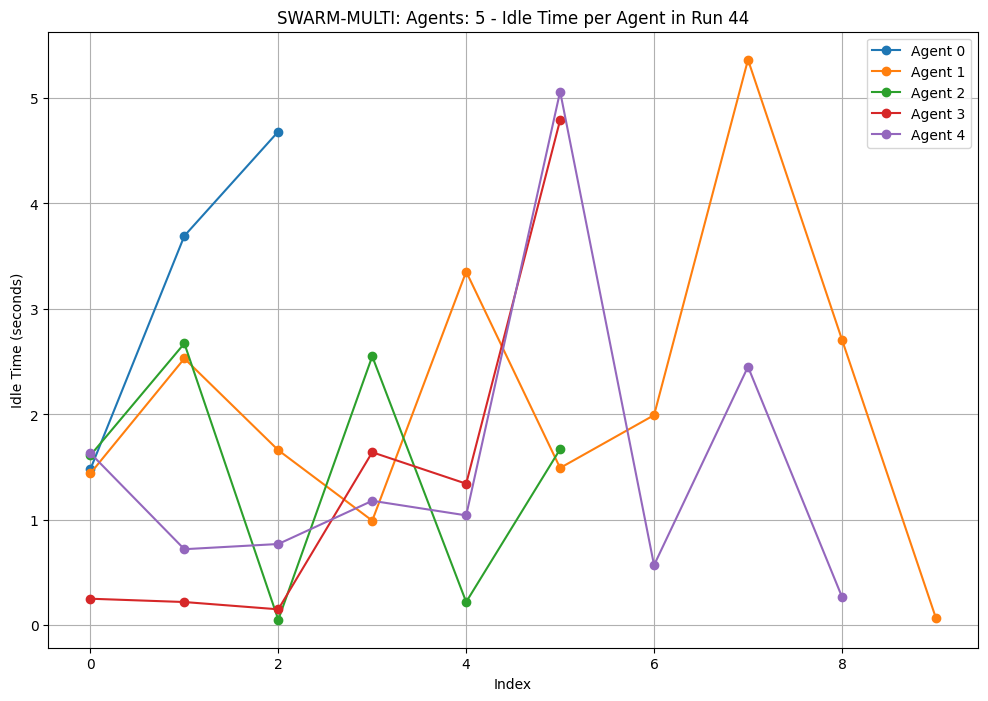 SWARM-MULTI: Agents: 5 - Idle Time per Agent in Run 44
Agent 0
Agent 1
Agent 2
Agent 3
Agent 4
Idle Time (seconds)
5
4
3
2
1
0
0 2 4 6 8
Index